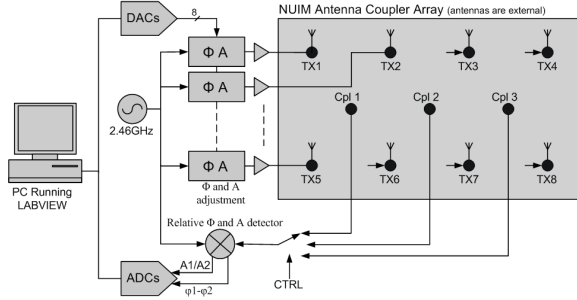 NUIM Antenna Coupler Array (antennas are external)
DACs
8
Φ A
TX1
TX2
TX3
TX4
Φ A
Cpl 1
Cpl 2
Cpl 3
2.46GHz
Φ A
TX5
TX6
TX7
TX8
PC Running
LABVIEW
Φ and A
adjustment
Relative Φ and A detector
A1/A2
ADCs
φ1-φ2
CTRL